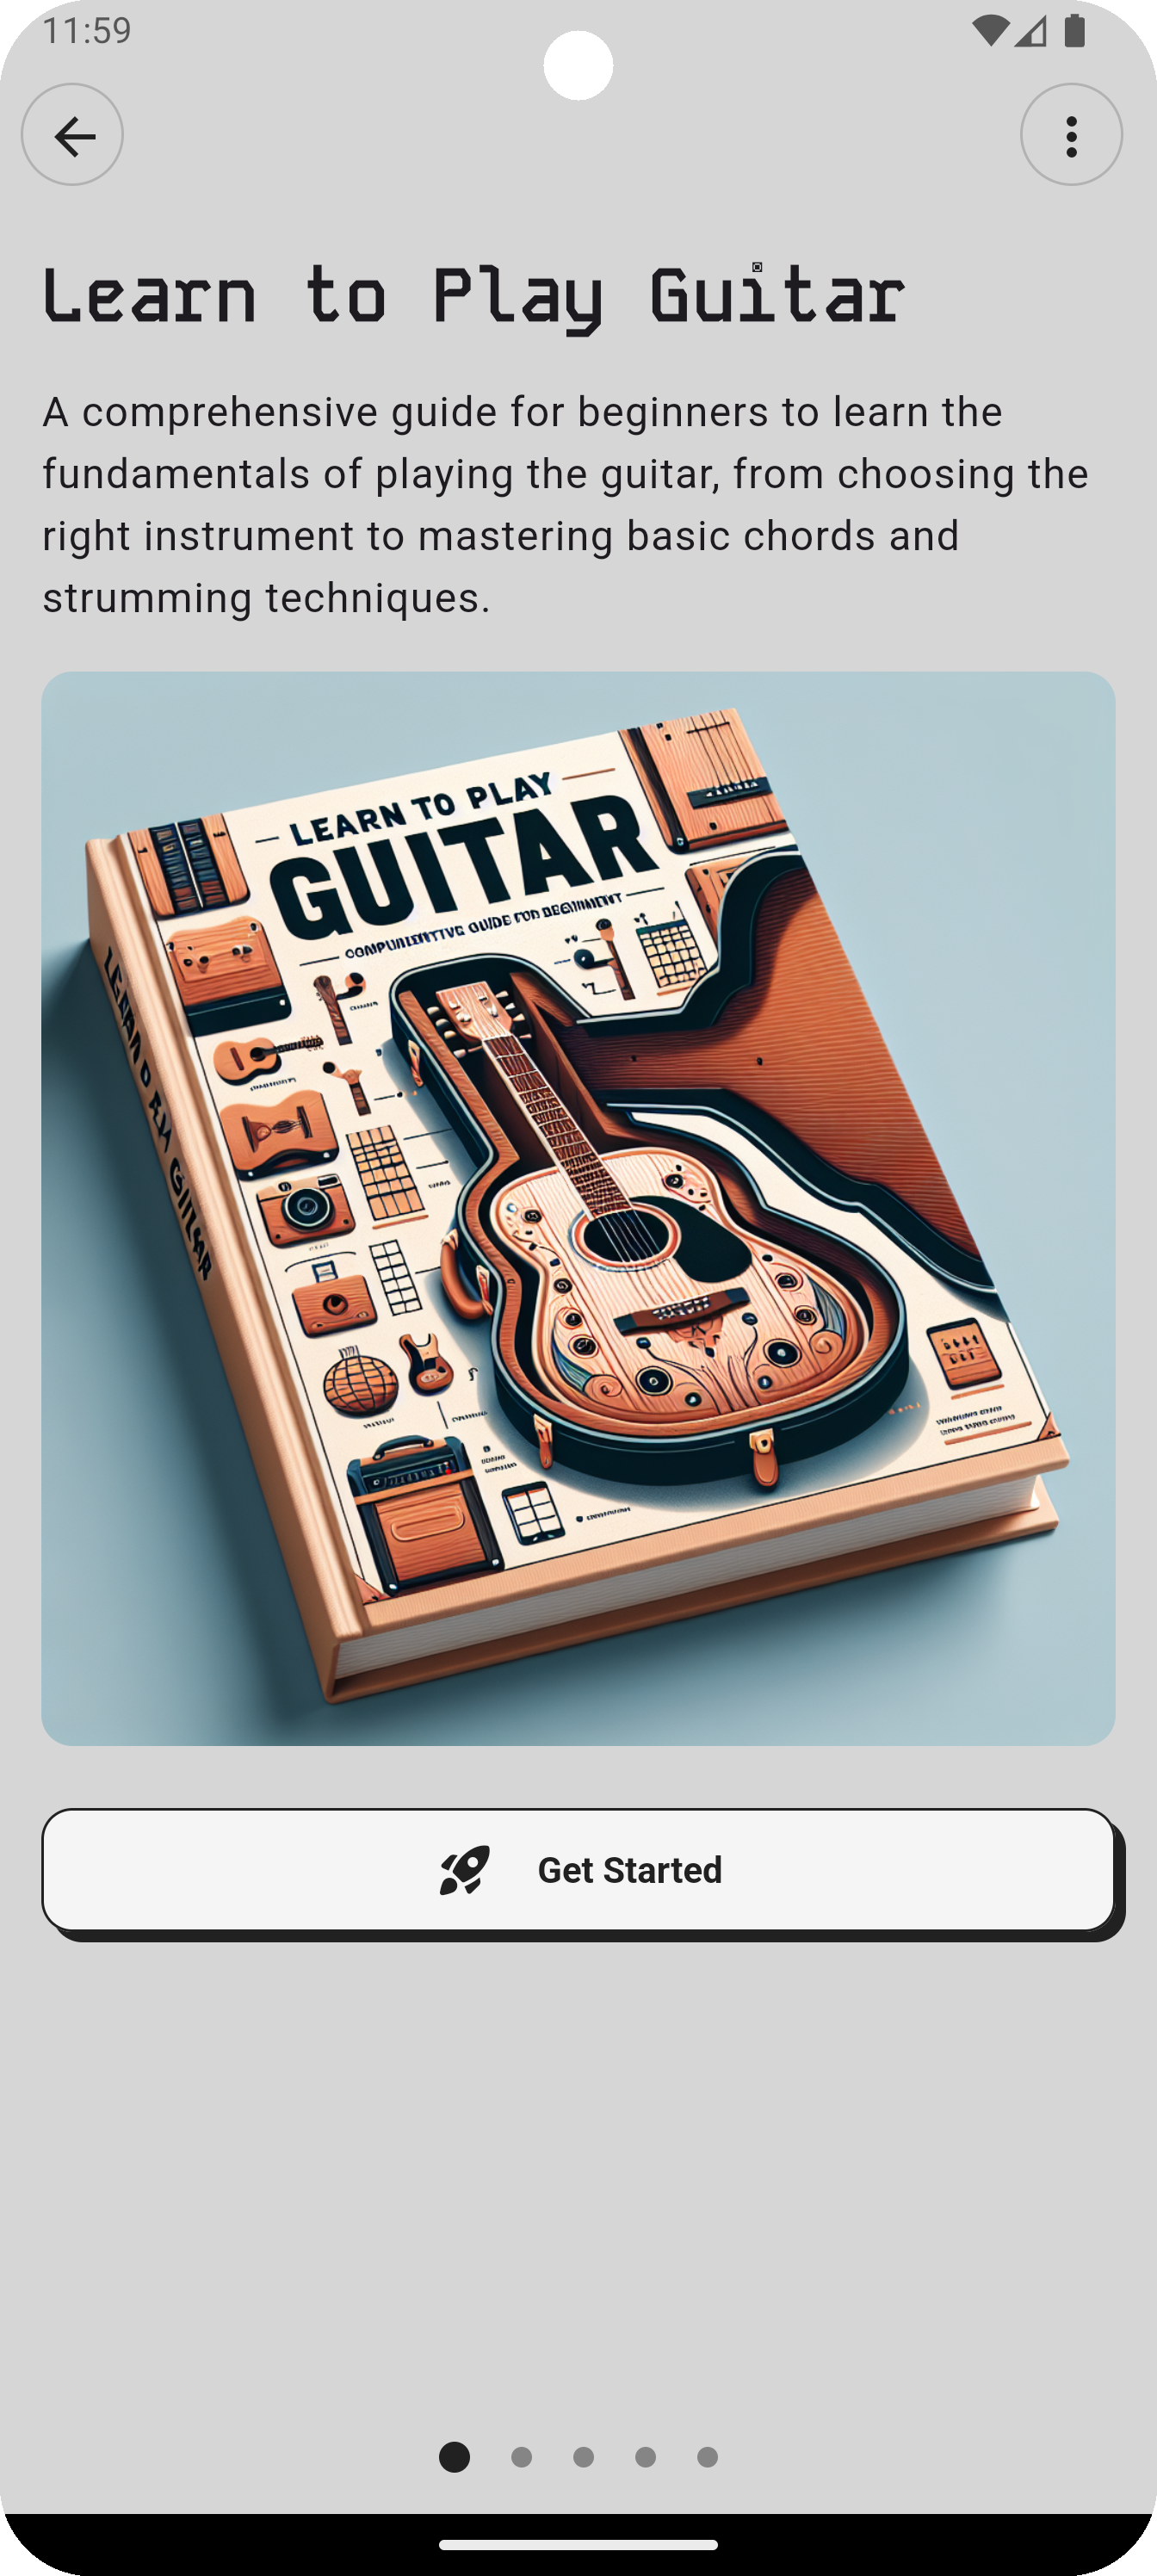 11:59
Learn to Play Guitar
A comprehensive guide for beginners to learn the
fundamentals of playing the guitar, from choosing the
right instrument to mastering basic chords and
strumming techniques.
LEARN TO PLAY
GUITAR
Get Started